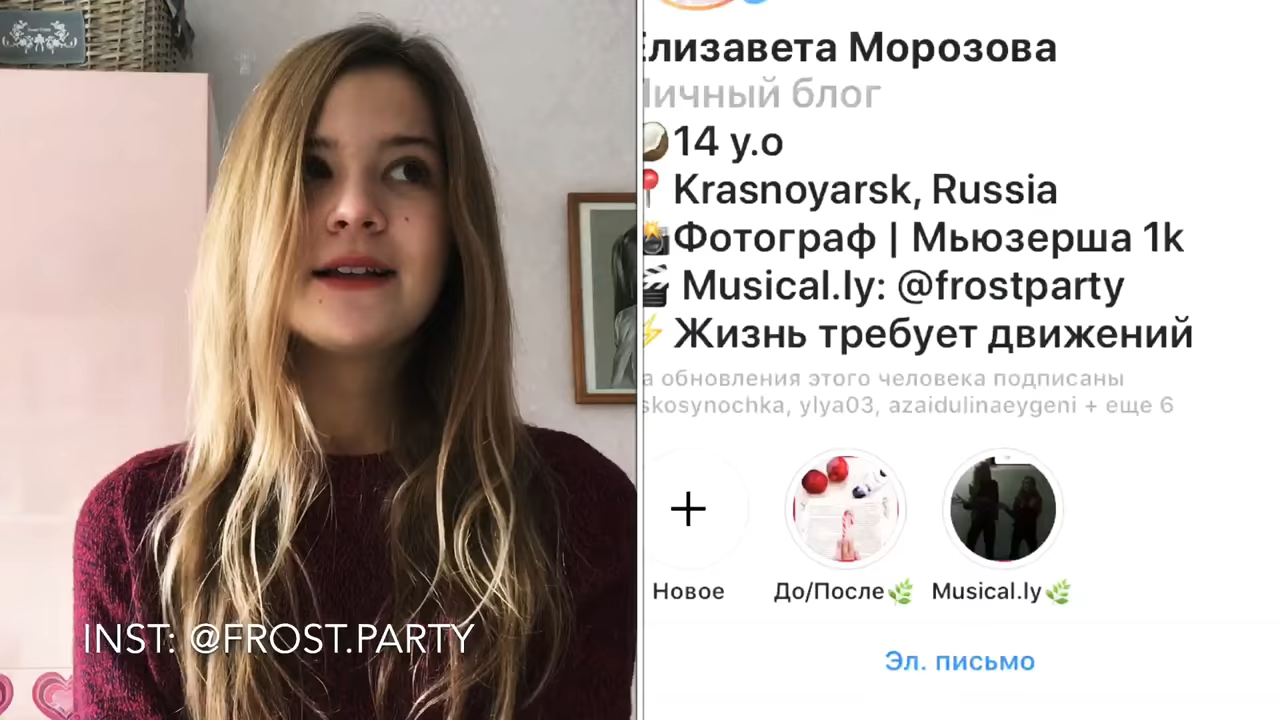 INST: @FROST.PARTY
Елизавета Морозова
Личный блог
14 y.o
Krasnoyarsk, Russia
Фотограф | Мьюзерша 1k
Musical.ly: @frostparty
Жизнь требует движений
а обновления этого человека подписаны
skosynochka, ylya03, azaidulinaeygeni + еще 6
Новое
До/После
Musical.ly
Эл. письмо